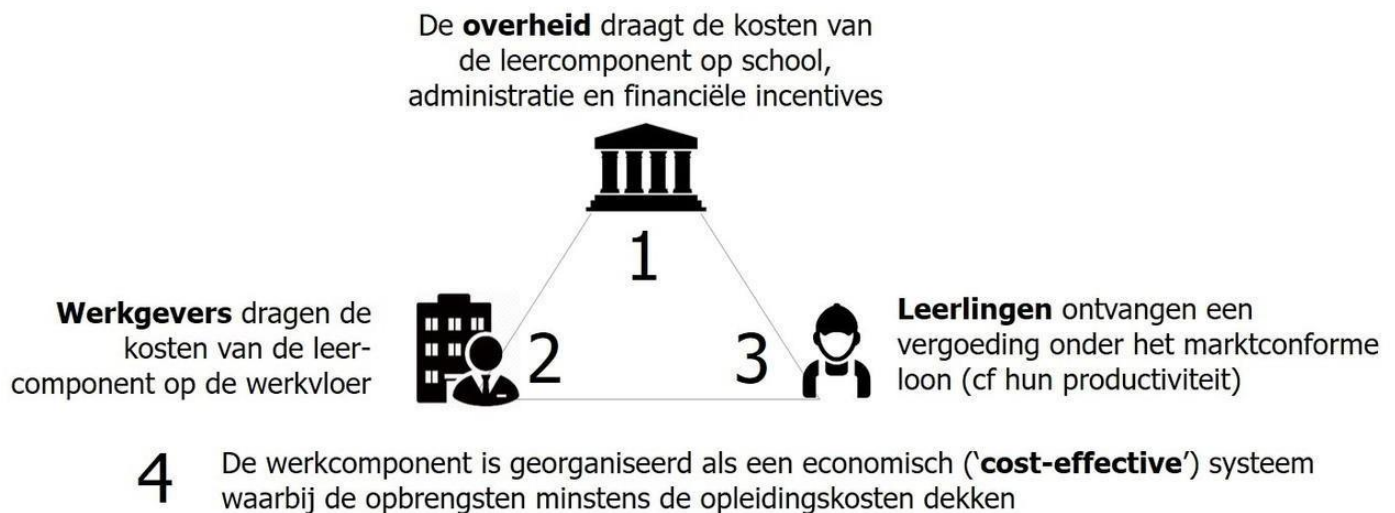 De overheid draagt de kosten van
de leercomponent op school,
administratie en financiële incentives
1
Werkgevers dragen de
kosten van de leer-
component op de werkvloer
2
3
Leerlingen ontvangen een
vergoeding onder het marktconforme
loon (cf hun productiviteit)
4
De werkcomponent is georganiseerd als een economisch (‘cost-effective’) systeem
waarbij de opbrengsten minstens de opleidingskosten dekken